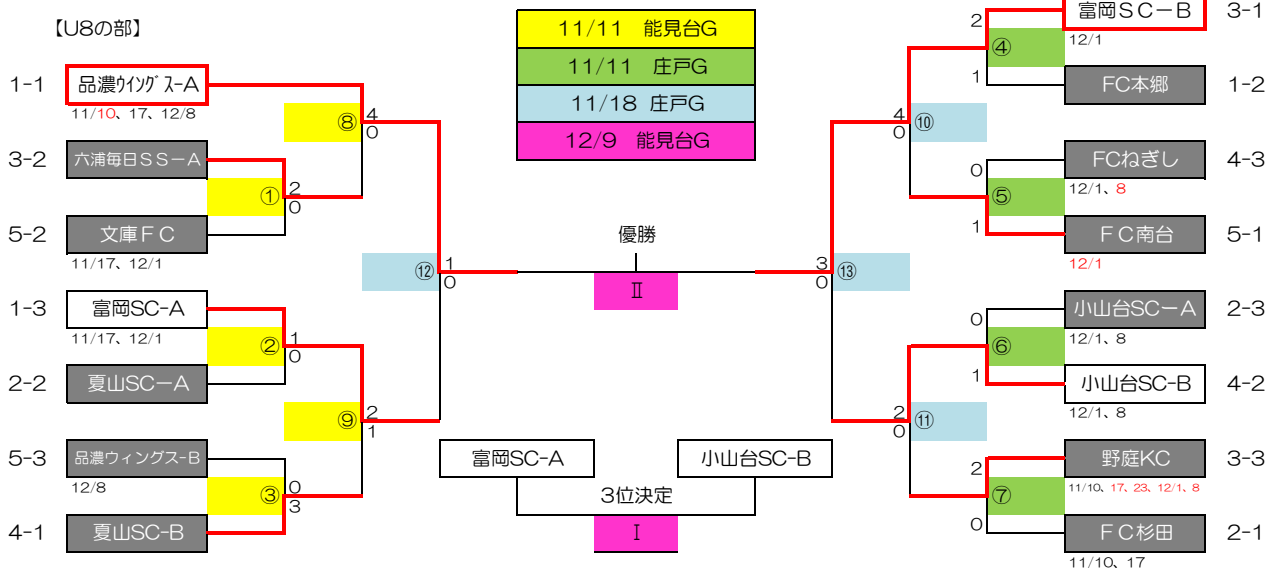 【U8の部】
11/11 能見台G
11/11 庄戸G
11/18 庄戸G
12/9 能見台G
1-1
品濃ｳｲﾝｸﾞｽ-A
11/10、17、12/8
3-2
六浦毎日ＳＳ－A
5-2
文庫ＦＣ
11/17、12/1
1-3
富岡SC-A
11/17、12/1
2-2
夏山SC－A
5-3
品濃ウィングス-B
12/8
4-1
夏山SC-B
⑧
4
0
①
2
0
②
1
0
⑨
2
1
③
0
3
⑫
1
0
優勝
Ⅱ
富岡SC-A
小山台SC-B
3位決定
Ⅰ
3
0
⑬
4
0
⑩
2
0
⑪
2
1
④
0
1
⑤
0
1
⑥
2
0
⑦
富岡ＳＣ－B
3-1
12/1
FC本郷
1-2
FCねぎし
4-3
12/1、8
ＦＣ南台
5-1
12/1
小山台SC－A
2-3
12/1、8
小山台SC-B
4-2
12/1、8
野庭KC
3-3
11/10、17、23、12/1、8
ＦＣ杉田
2-1
11/10、17